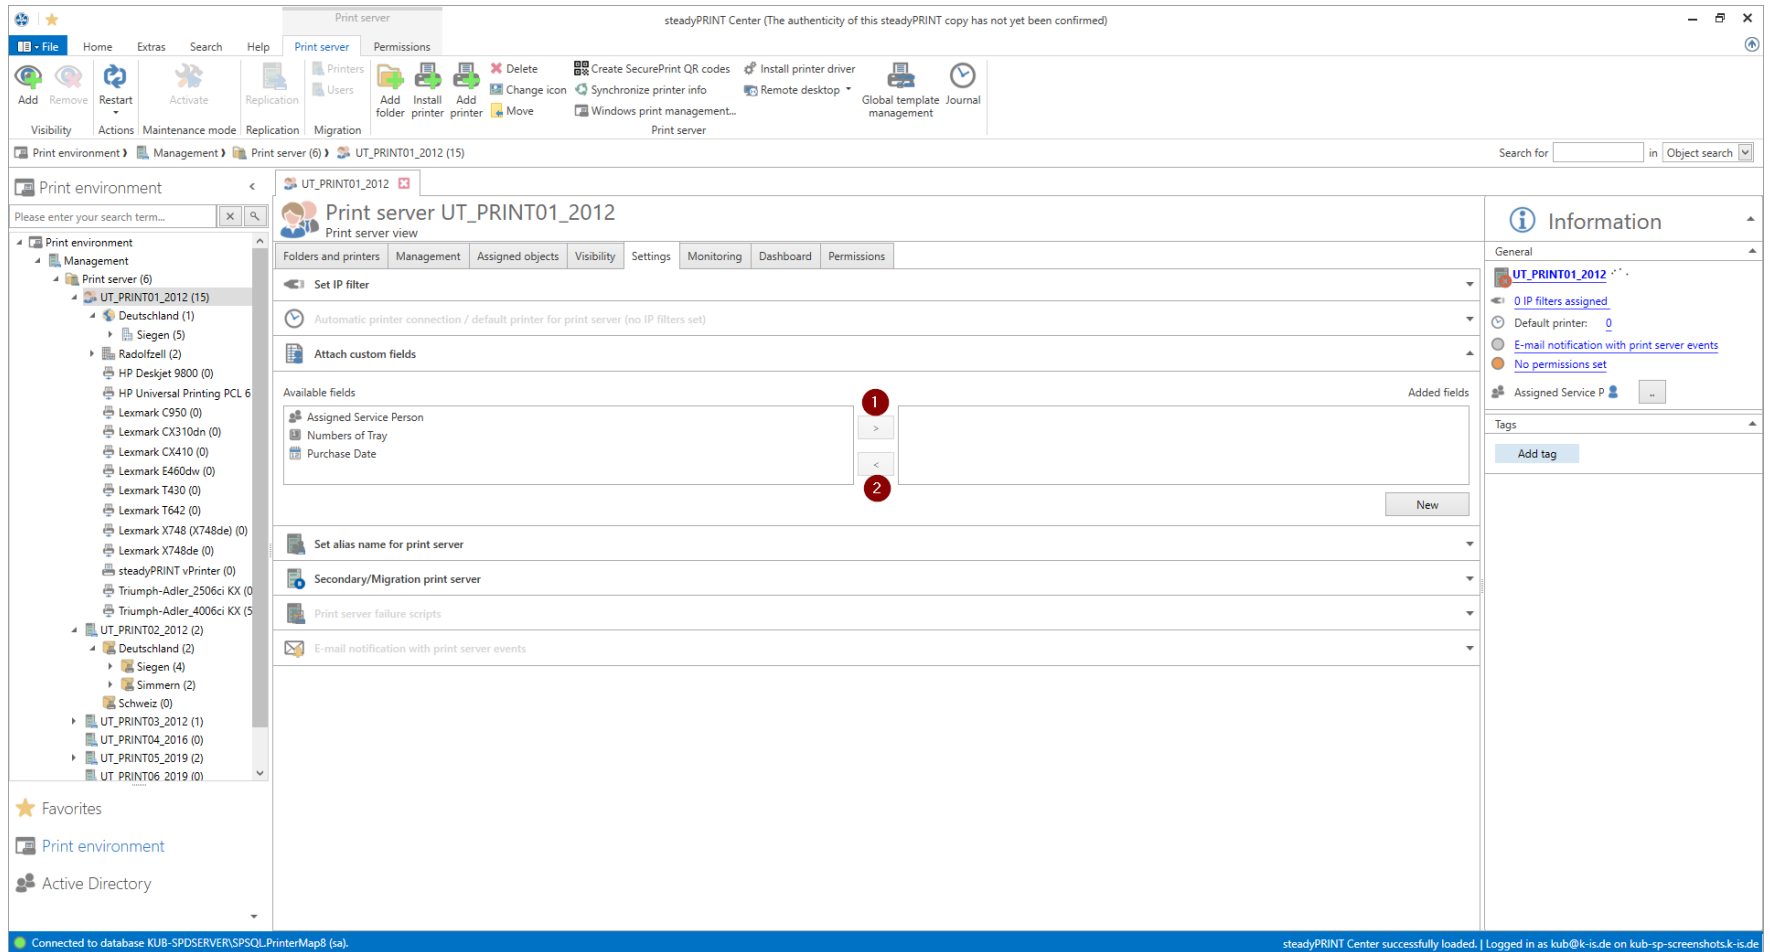 Print server
steadyPRINT Center (The authenticity of this steadyPRINT copy has not yet been confirmed)
File Home Extras Search Help Print server Permissions
Add Remove Restart Activate Replication Printers Users
Add folder Install printer Add printer
Delete Change icon Move
Create SecurePrint QR codes Synchronize printer info Windows print management...
Install printer driver Remote desktop
Global template management Journal
Visibility Actions Maintenance mode Replication Migration Print server
Print environment Management Print server (6) UT_PRINT01_2012 (15)
Search for in Object search
Print environment
Please enter your search term...
Print environment
Management
Print server (6)
UT_PRINT01_2012 (15)
Deutschland (1)
Siegen (5)
Radolfzell (2)
HP Deskjet 9800 (0)
HP Universal Printing PCL 6
Lexmark C950 (0)
Lexmark CX310dn (0)
Lexmark CX410 (0)
Lexmark E460dw (0)
Lexmark T430 (0)
Lexmark T642 (0)
Lexmark X748 (X748de) (0)
Lexmark X748de (0)
steadyPRINT vPrinter (0)
Triumph-Adler_2506ci KX (0
Triumph-Adler_4006ci KX (5
UT_PRINT02_2012 (2)
Deutschland (2)
Siegen (4)
Simmern (2)
Schweiz (0)
UT_PRINT03_2012 (1)
UT_PRINT04_2016 (0)
UT_PRINT05_2019 (2)
UT_PRINT06_2019 (0)
Favorites
Print environment
Active Directory
UT_PRINT01_2012
Print server UT_PRINT01_2012
Print server view
Folders and printers Management Assigned objects Visibility Settings Monitoring Dashboard Permissions
Set IP filter
Automatic printer connection / default printer for print server (no IP filters set)
Attach custom fields
Available fields Added fields
Assigned Service Person
Numbers of Tray
Purchase Date
1
>
<
2
New
Set alias name for print server
Secondary/Migration print server
Print server failure scripts
E-mail notification with print server events
Information
General
UT_PRINT01_2012
0 IP filters assigned
Default printer: 0
E-mail notification with print server events
No permissions set
Assigned Service P ..
Tags
Add tag
Connected to database KUB-SPDSERVER\SPSQL.PrinterMap8 (sa).
steadyPRINT Center successfully loaded. | Logged in as kub@k-is.de on kub-sp-screenshots.k-is.de